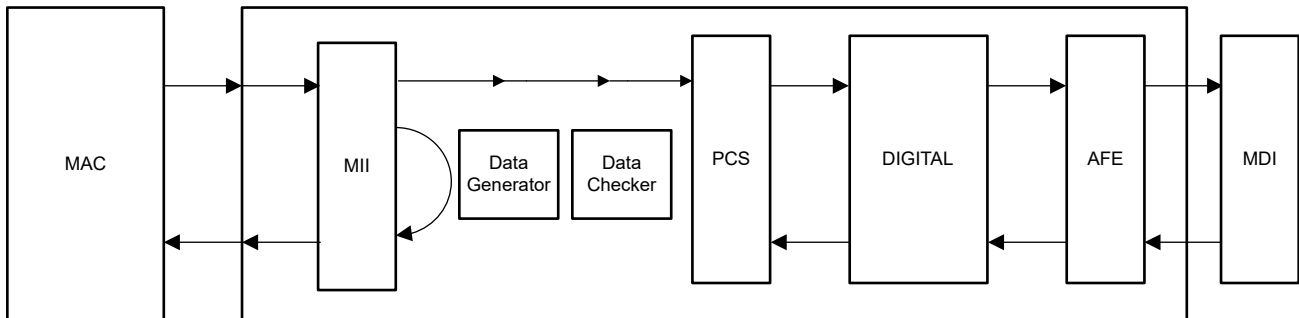 MAC
MII
Data
Generator
Data
Checker
PCS
DIGITAL
AFE
MDI